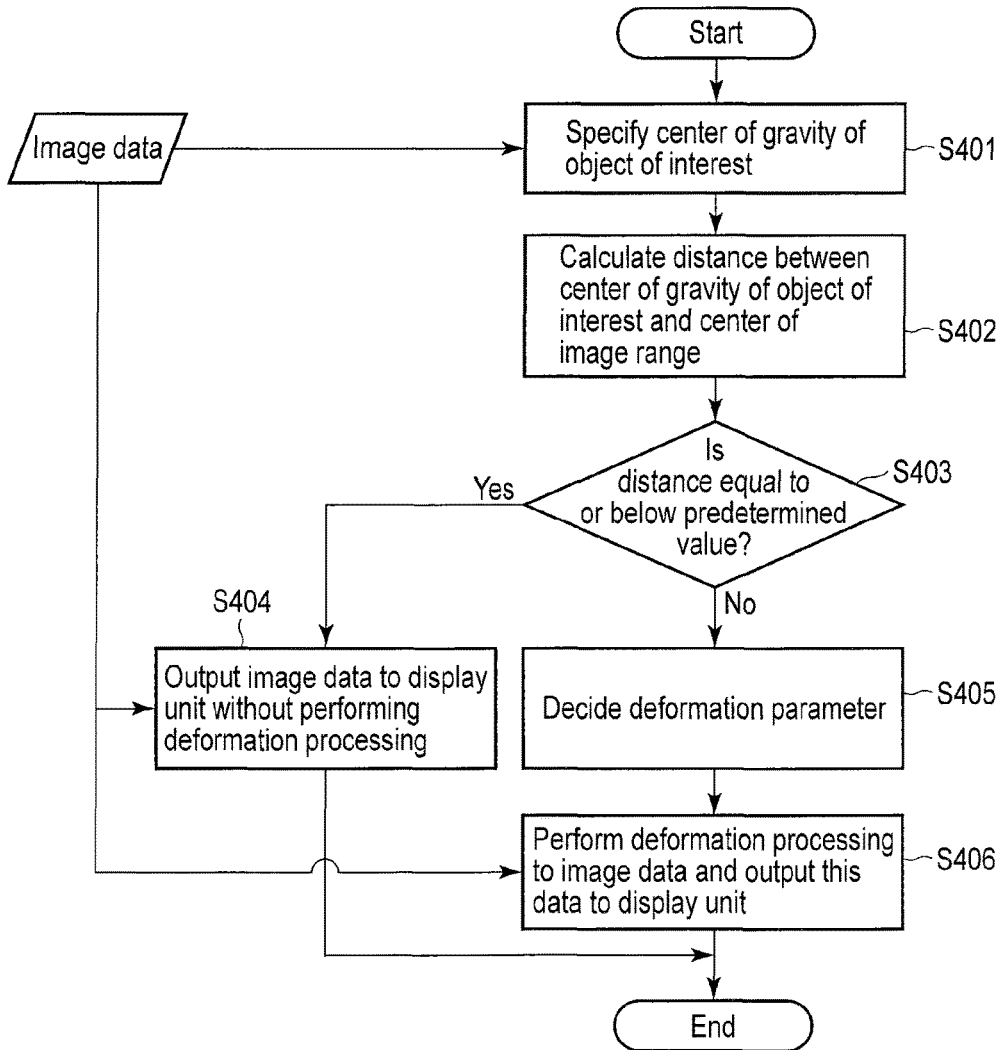 Start
Image data
Specify center of gravity of
object of interest
S401
Calculate distance between
center of gravity of object of
interest and center of
image range
S402
Is
distance equal to
or below predetermined
value?
S403
Yes
No
S404
Output image data to display
unit without performing
deformation processing
Decide deformation parameter
S405
Perform deformation processing
to image data and output this
data to display unit
S406
End